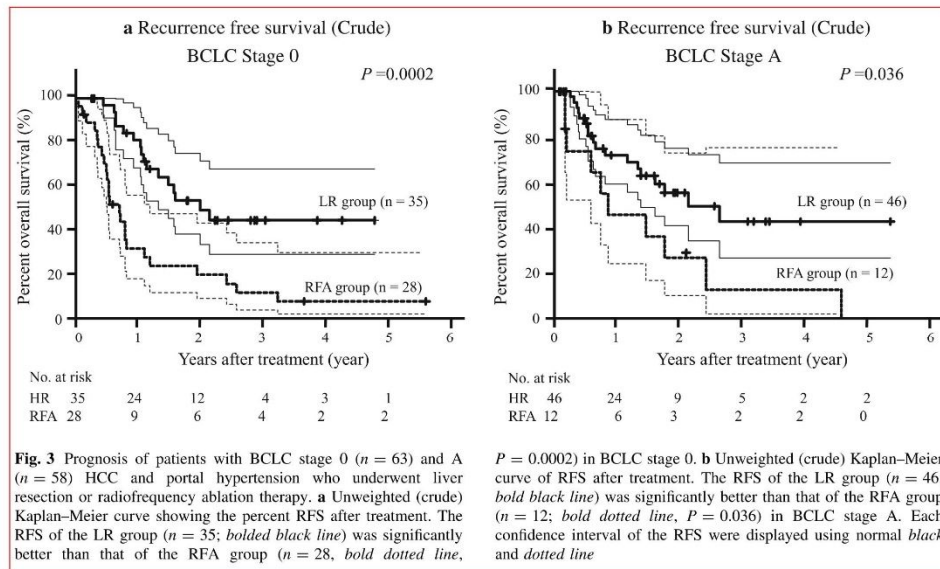 a Recurrence free survival (Crude)
BCLC Stage 0
P =0.0002
Percent overall survival (%)
100
80
60
40
20
0
LR group (n = 35)
RFA group (n = 28)
0 1 2 3 4 5 6
Years after treatment (year)
No. at risk
HR 35 24 12 4 3 1
RFA 28 9 6 4 2 2
b Recurrence free survival (Crude)
BCLC Stage A
P =0.036
Percent overall survival (%)
100
80
60
40
20
0
LR group (n = 46)
RFA group (n = 12)
0 1 2 3 4 5 6
Years after treatment (year)
No. at risk
HR 46 24 9 5 2 2
RFA 12 6 3 2 2 0
Fig. 3 Prognosis of patients with BCLC stage 0 (n = 63) and A
(n = 58) HCC and portal hypertension who underwent liver
resection or radiofrequency ablation therapy. a Unweighted (crude)
Kaplan–Meier curve showing the percent RFS after treatment. The
RFS of the LR group (n = 35; bolded black line) was significantly
better than that of the RFA group (n = 28, bold dotted line,
P = 0.0002) in BCLC stage 0. b Unweighted (crude) Kaplan–Meier
curve of RFS after treatment. The RFS of the LR group (n = 46
bold black line) was significantly better than that of the RFA group
(n = 12; bold dotted line, P = 0.036) in BCLC stage A. Each
confidence interval of the RFS were displayed using normal black
and dotted line